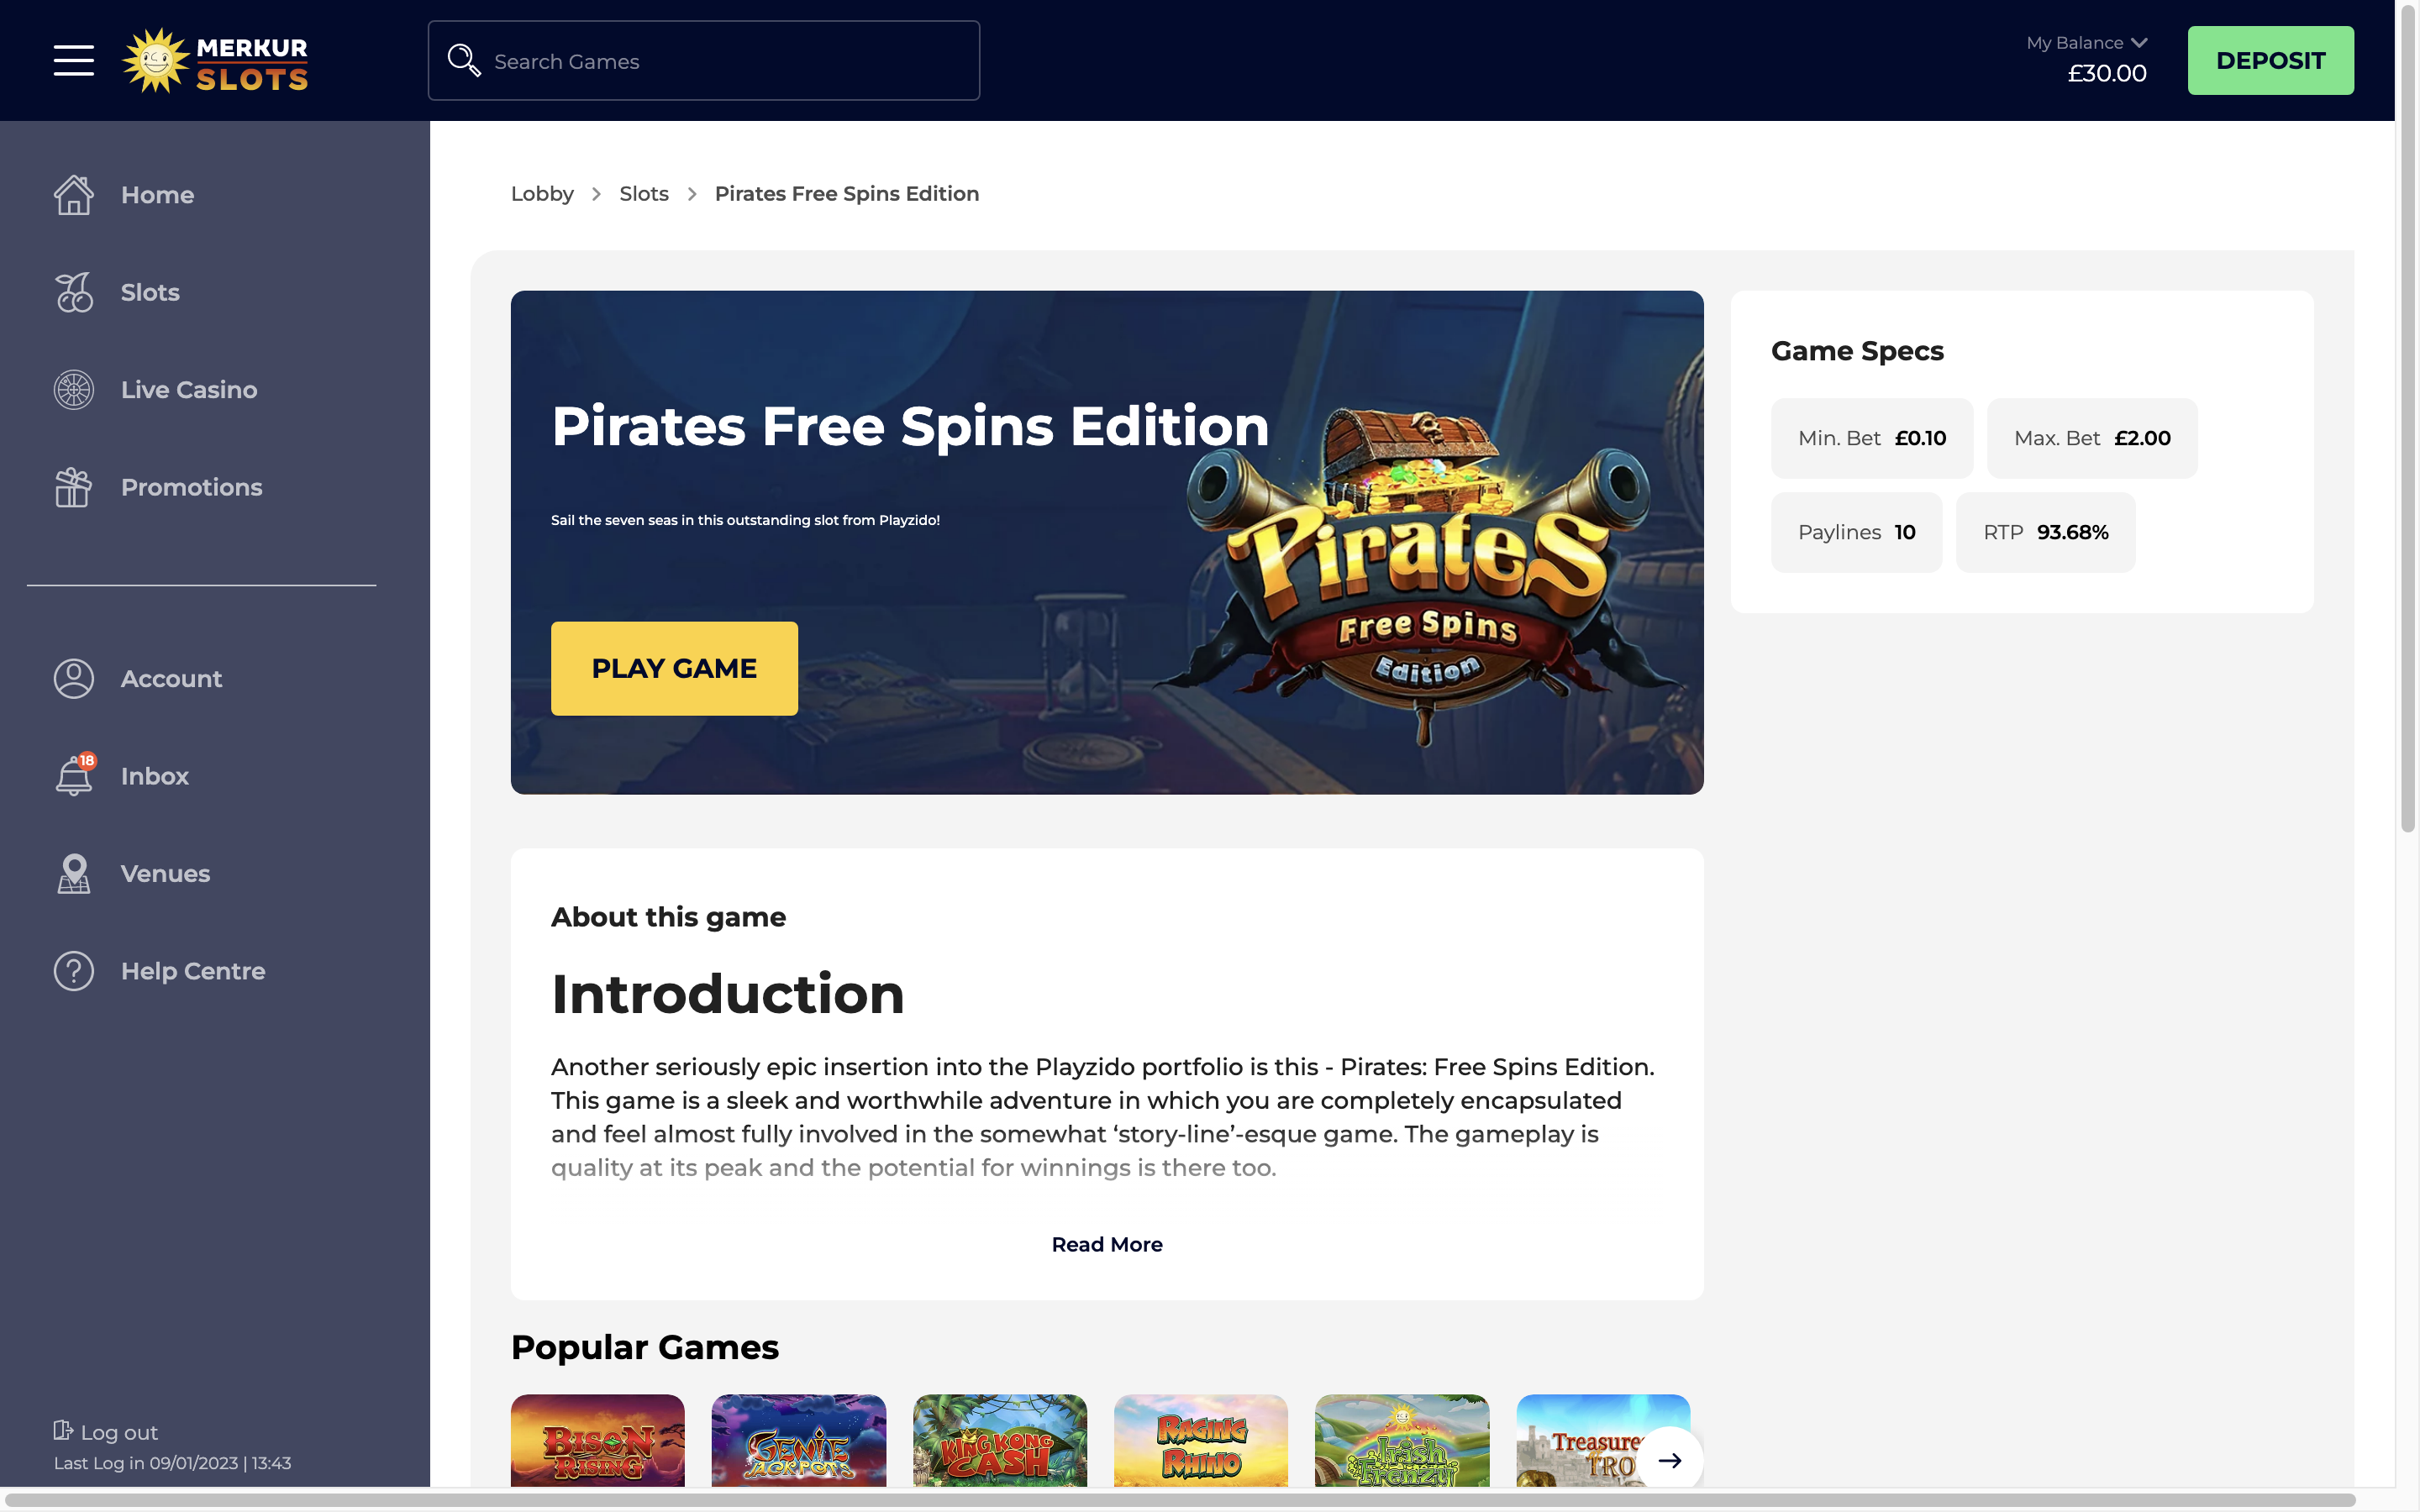 MERKUR
SLOTS
Search Games
My Balance
£30.00
DEPOSIT
Home
Slots
Live Casino
Promotions
Account
18
Inbox
Venues
Help Centre
Log out
Last Log in 09/01/2023 | 13:43
Lobby > Slots > Pirates Free Spins Edition
Pirates Free Spins Edition
Sail the seven seas in this outstanding slot from Playzido!
PLAY GAME
Pirates
Free Spins
Edition
Game Specs
Min. Bet £0.10
Max. Bet £2.00
Paylines 10
RTP 93.68%
About this game
Introduction
Another seriously epic insertion into the Playzido portfolio is this - Pirates: Free Spins Edition.
This game is a sleek and worthwhile adventure in which you are completely encapsulated
and feel almost fully involved in the somewhat ‘story-line’-esque game. The gameplay is
quality at its peak and the potential for winnings is there too.
Read More
Popular Games
BISON
RISING
GENIE
JACKPOTS
KING KONG
CASH
RAGING
RHINO
Irish
Frenzy